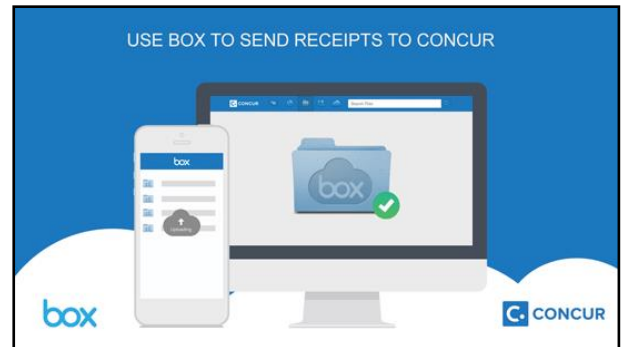 USE BOX TO SEND RECEIPTS TO CONCUR
C. CONCUR
box
box
Uploading
box
C. CONCUR